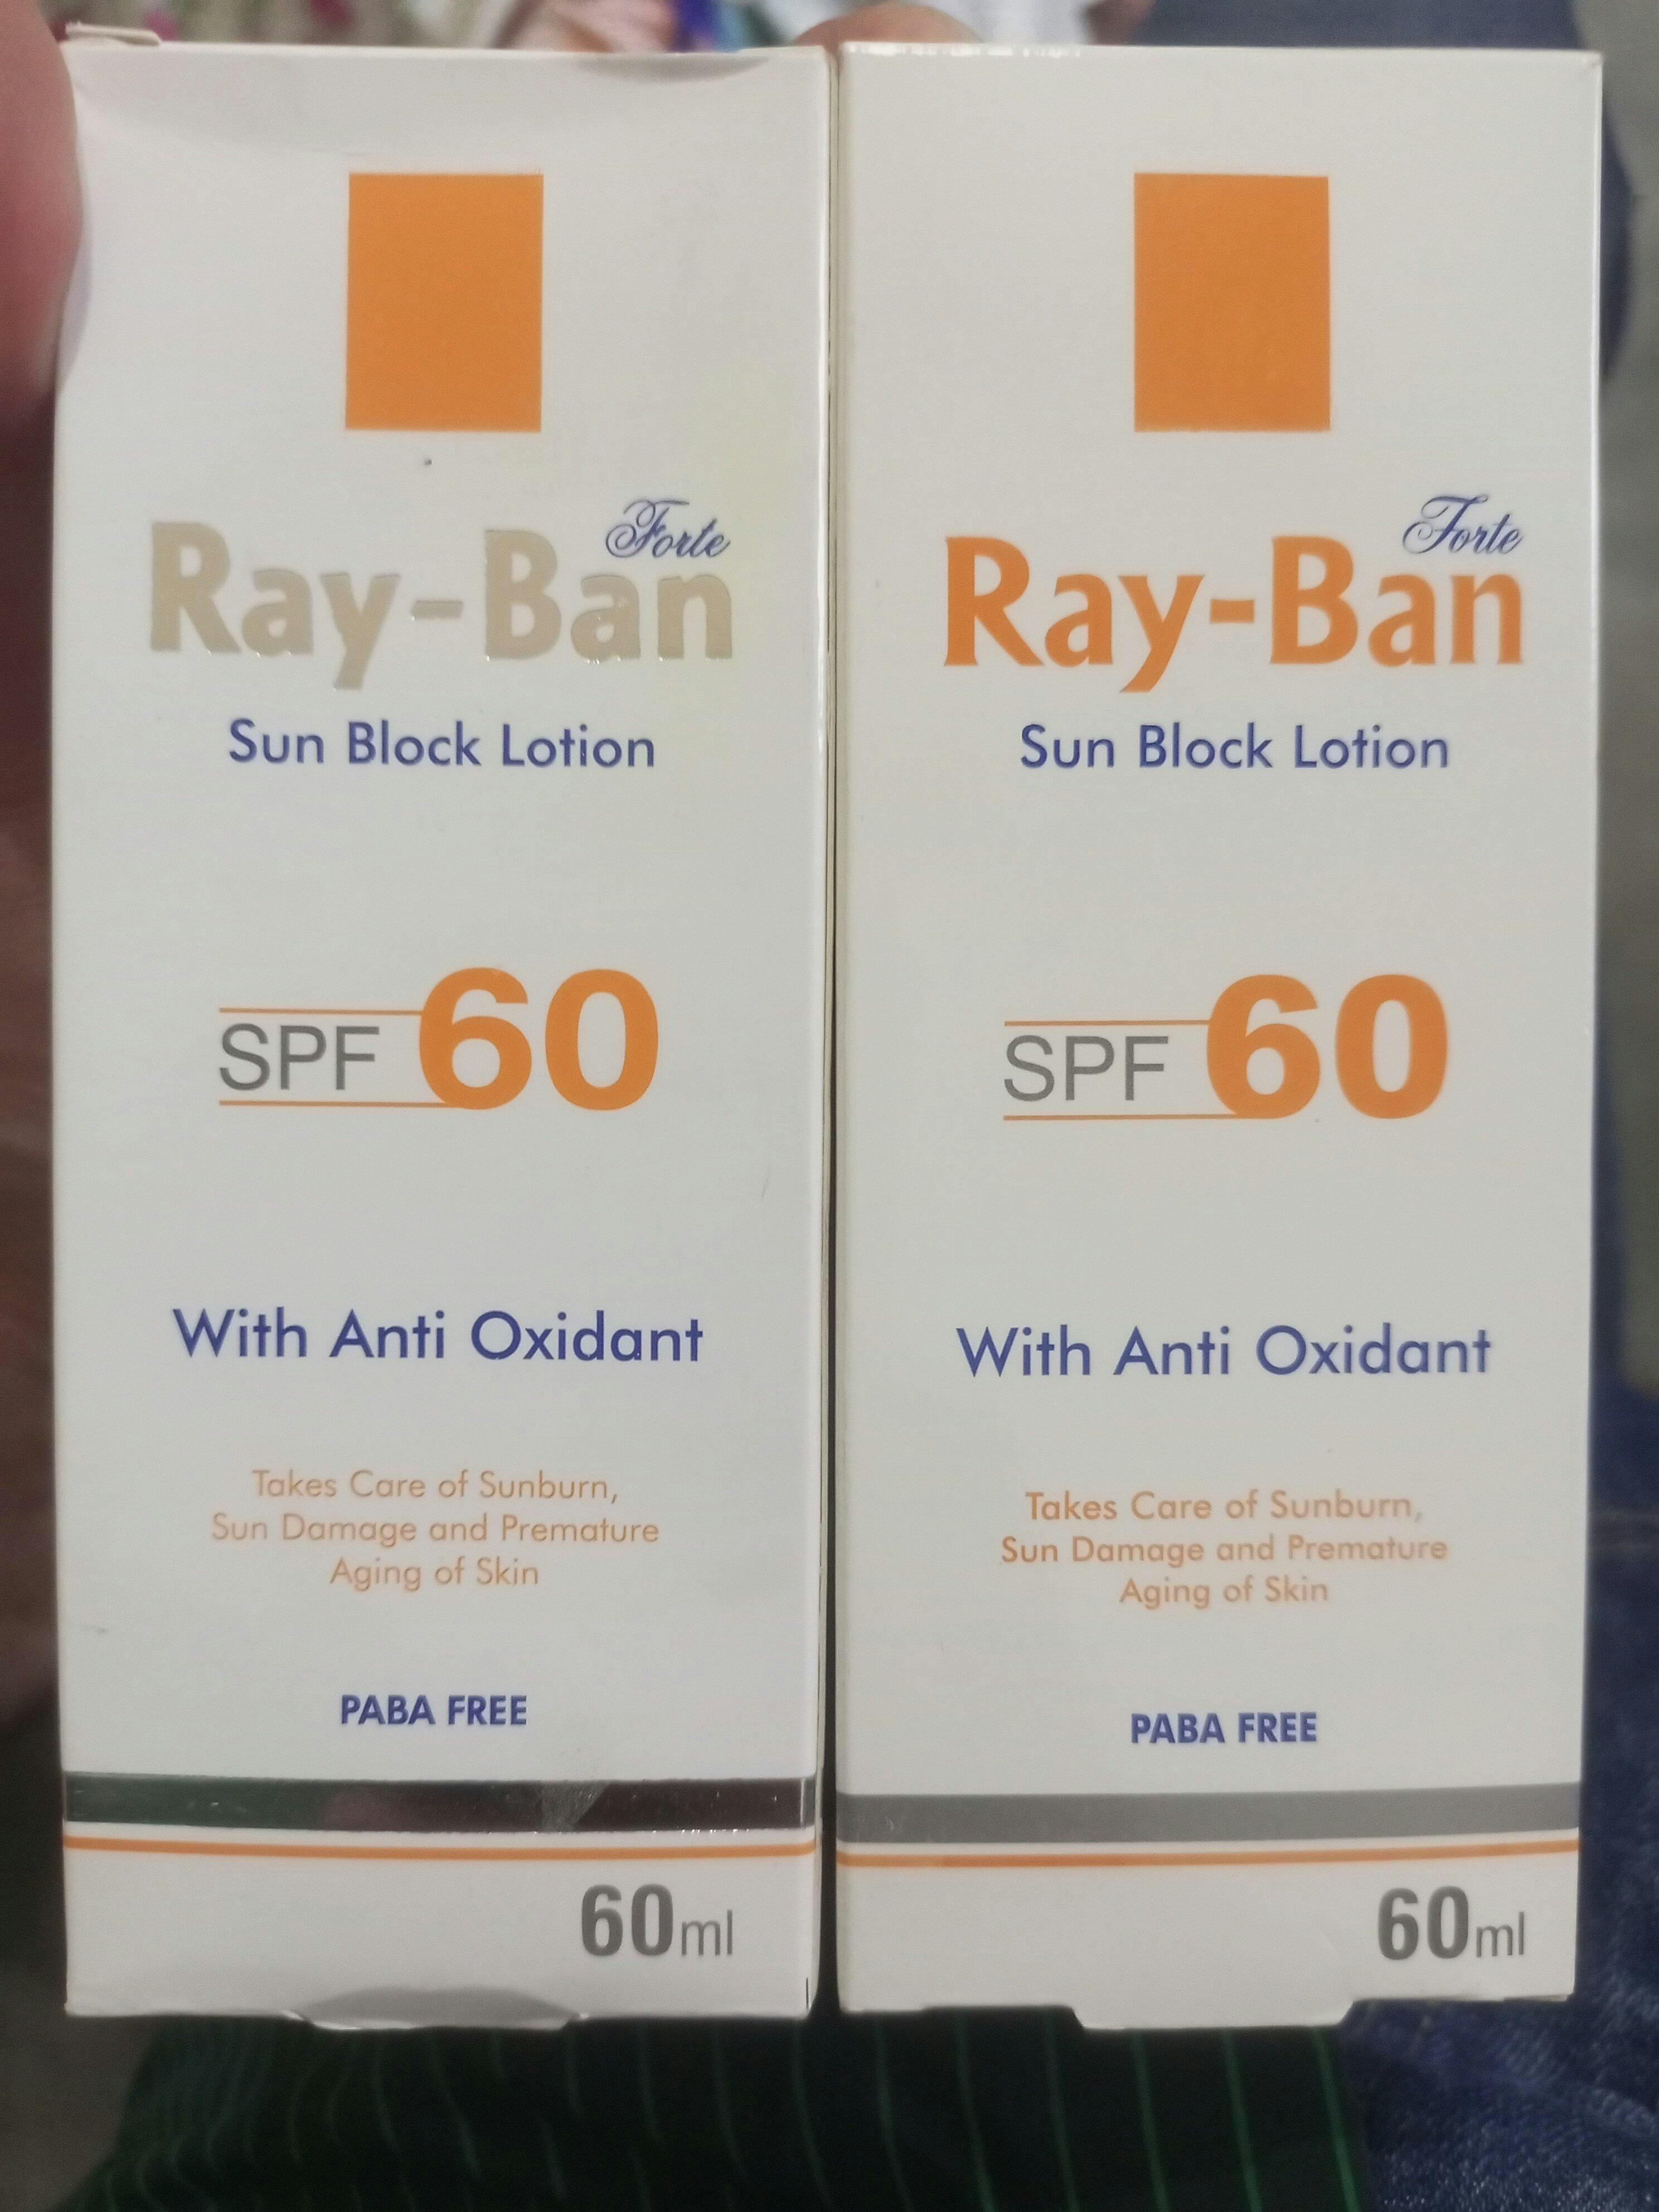 Forte
Ray-Ban
Sun Block Lotion
SPF 60
With Anti Oxidant
Takes Care of Sunburn,
Sun Damage and Premature
Aging of Skin
PABA FREE
60ml
Forte
Ray-Ban
Sun Block Lotion
SPF 60
With Anti Oxidant
Takes Care of Sunburn,
Sun Damage and Premature
Aging of Skin
PABA FREE
60ml